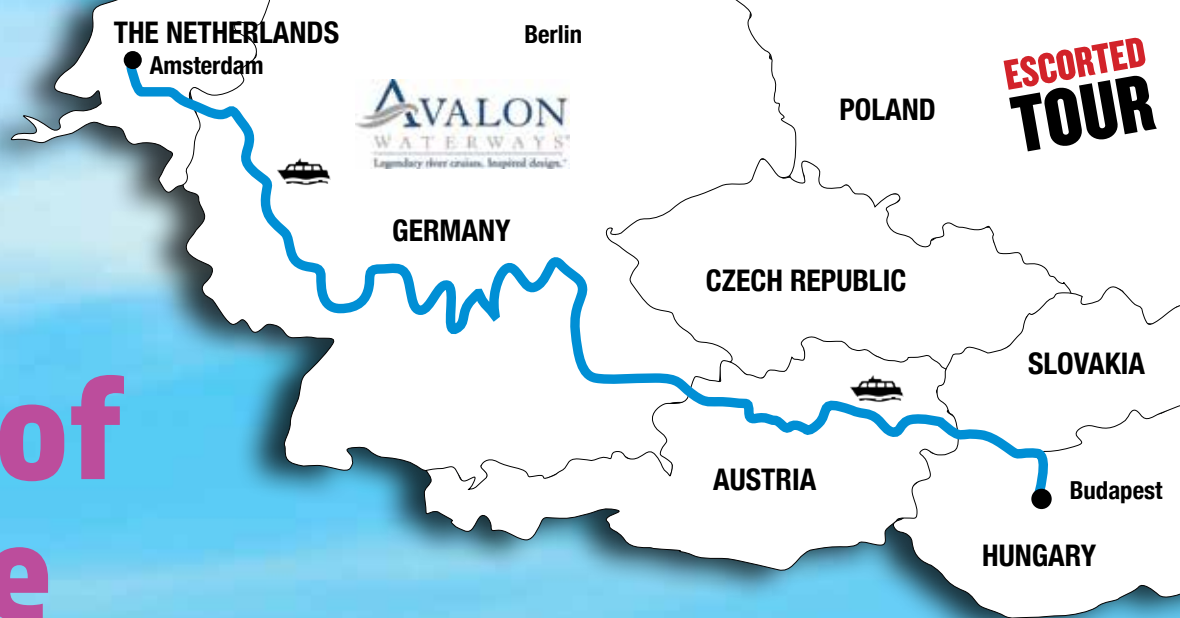 THE NETHERLANDS
Amsterdam
Berlin
AVALON
WATERWAYS®
Legendary river cruises. Inspired design.™
ESCORTED
TOUR
POLAND
GERMANY
CZECH REPUBLIC
SLOVAKIA
of
AUSTRIA
Budapest
HUNGARY